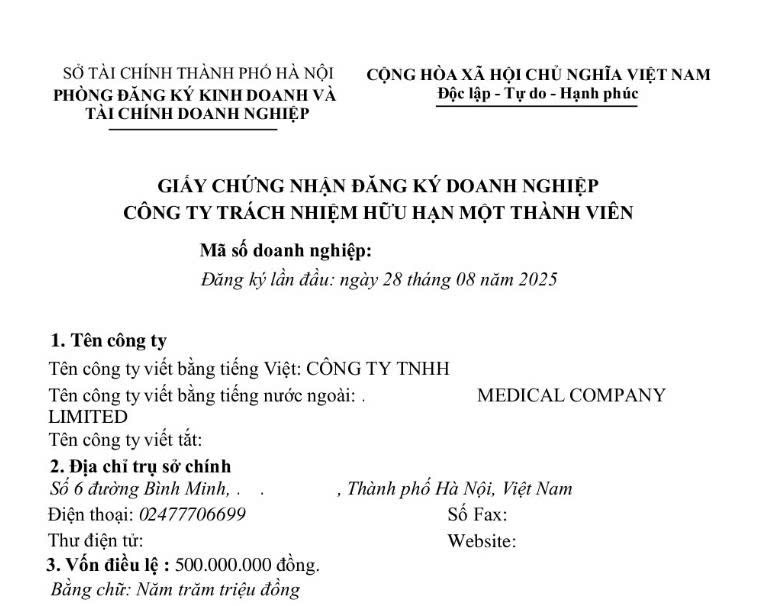 SỞ TÀI CHÍNH THÀNH PHỐ HÀ NỘI
PHÒNG ĐĂNG KÝ KINH DOANH VÀ
TÀI CHÍNH DOANH NGHIỆP
CỘNG HÒA XÃ HỘI CHỦ NGHĨA VIỆT NAM
Độc lập - Tự do - Hạnh phúc
GIẤY CHỨNG NHẬN ĐĂNG KÝ DOANH NGHIỆP
CÔNG TY TRÁCH NHIỆM HỮU HẠN MỘT THÀNH VIÊN
Mã số doanh nghiệp:
Đăng ký lần đầu: ngày 28 tháng 08 năm 2025
1. Tên công ty
Tên công ty viết bằng tiếng Việt: CÔNG TY TNHH
Tên công ty viết bằng tiếng nước ngoài: . MEDICAL COMPANY
LIMITED
Tên công ty viết tắt:
2. Địa chỉ trụ sở chính
Số 6 đường Bình Minh, . . , Thành phố Hà Nội, Việt Nam
Điện thoại: 02477706699 Số Fax:
Thư điện tử: Website:
3. Vốn điều lệ : 500.000.000 đồng.
Bằng chữ: Năm trăm triệu đồng